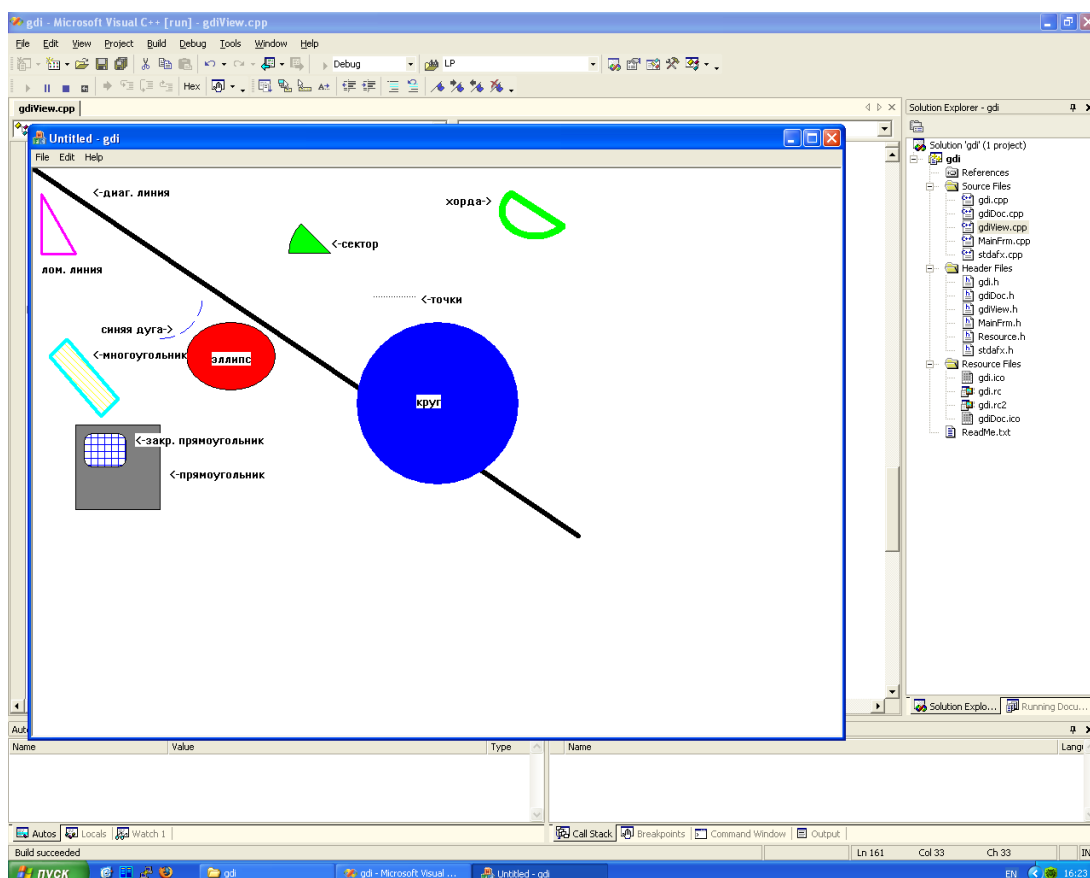 gdi - Microsoft Visual C++ [run] - gdiView.cpp
File Edit View Project Build Debug Tools Window Help
Debug LP
Hex
gdiView.cpp
Solution Explorer - gdi
Untitled - gdi
File Edit Help
<-диаг. линия
хорда->
<-сектор
лом. линия
<-точки
синяя дуга->
<-многоугольник
эллипс
круг
<-закр. прямоугольник
<-прямоугольник
Solution 'gdi' (1 project)
gdi
References
Source Files
gdi.cpp
gdiDoc.cpp
gdiView.cpp
MainFrm.cpp
stdafx.cpp
Header Files
gdi.h
gdiDoc.h
gdiView.h
MainFrm.h
Resource.h
stdafx.h
Resource Files
gdi.ico
gdi.rc
gdi.rc2
gdiDoc.ico
ReadMe.txt
Solution Explo... Running Docu...
Name Value Type
Name Langu
Autos Locals Watch 1
Call Stack Breakpoints Command Window Output
Build succeeded
Ln 161 Col 33 Ch 33 IN
пуск gdi gdi - Microsoft Visual ... Untitled - gdi EN 16:23